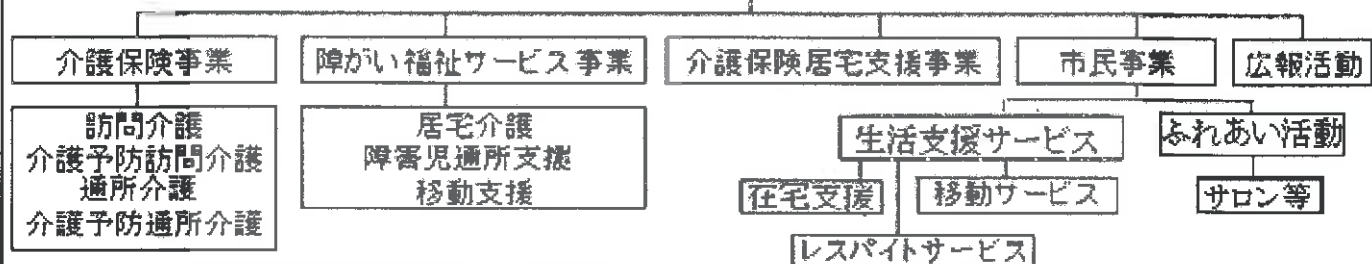 介護保険事業
障がい福祉サービス事業
介護保険居宅支援事業
市民事業
広報活動
訪問介護
介護予防訪問介護
通所介護
介護予防通所介護
居宅介護
障害児通所支援
移動支援
生活支援サービス
ふれあい活動
在宅支援
移動サービス
サロン等
レスパイトサービス